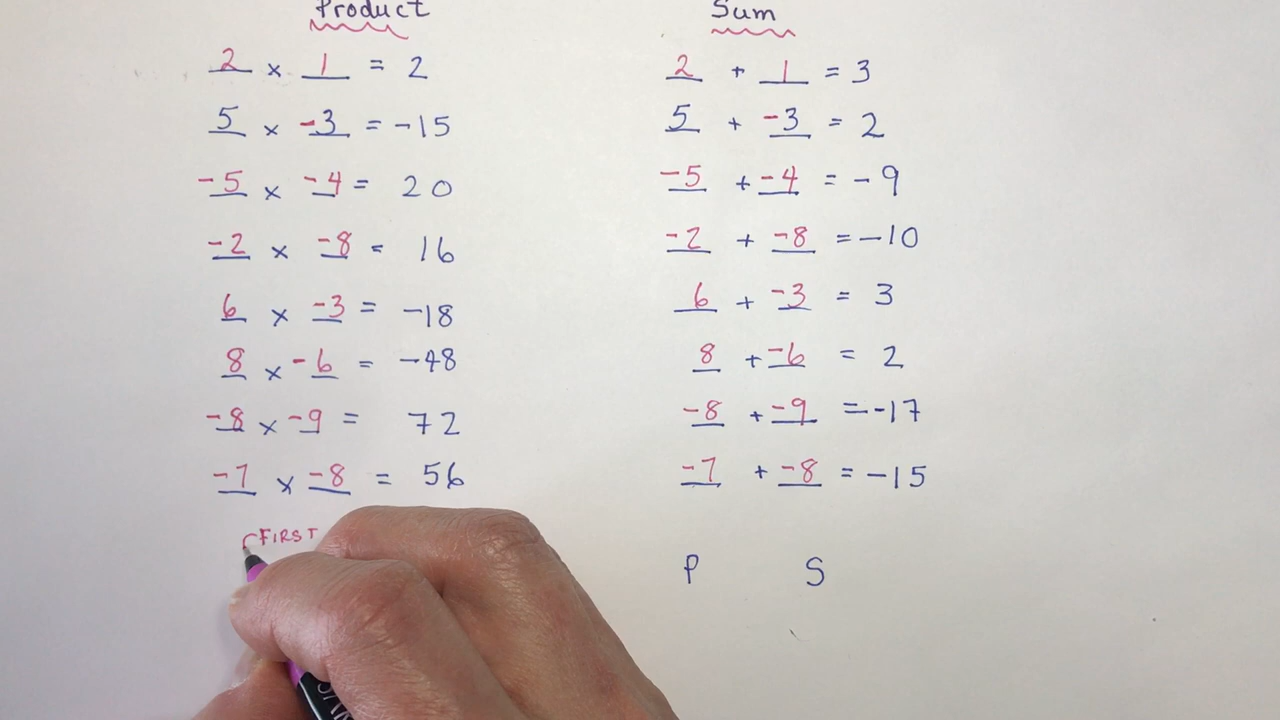 Product Sum
2 × 1 = 2 2 + 1 = 3
5 × -3 = -15 5 + -3 = 2
-5 × -4 = 20 -5 + -4 = -9
-2 × -8 = 16 -2 + -8 = -10
6 × -3 = -18 6 + -3 = 3
8 × -6 = -48 8 + -6 = 2
-8 × -9 = 72 -8 + -9 = -17
-7 × -8 = 56 -7 + -8 = -15
FIRST
P S